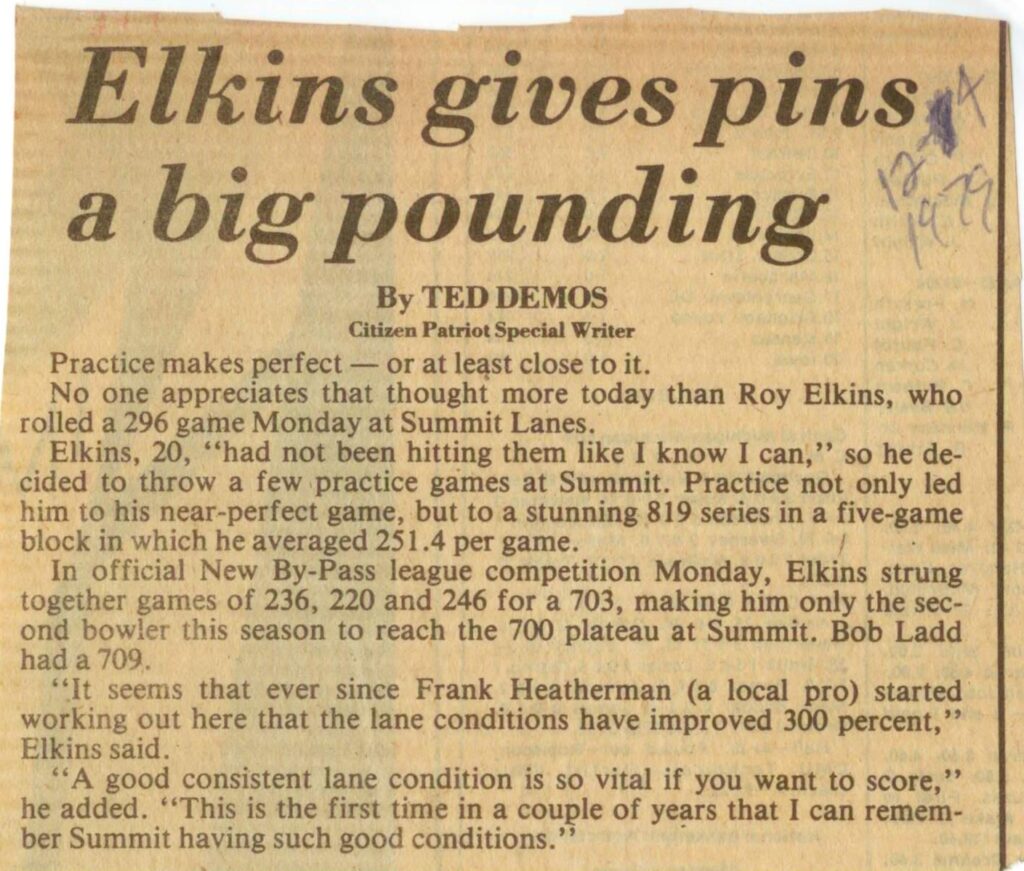 Elkins gives pins
a big pounding
12-4
1979
By TED DEMOS
Citizen Patriot Special Writer
Practice makes perfect — or at least close to it.
No one appreciates that thought more today than Roy Elkins, who
rolled a 296 game Monday at Summit Lanes.
Elkins, 20, “had not been hitting them like I know I can,” so he de-
cided to throw a few practice games at Summit. Practice not only led
him to his near-perfect game, but to a stunning 819 series in a five-game
block in which he averaged 251.4 per game.
In official New By-Pass league competition Monday, Elkins strung
together games of 236, 220 and 246 for a 703, making him only the sec-
ond bowler this season to reach the 700 plateau at Summit. Bob Ladd
had a 709.
“It seems that ever since Frank Heatherman (a local pro) started
working out here that the lane conditions have improved 300 percent,”
Elkins said.
“A good consistent lane condition is so vital if you want to score,”
he added. “This is the first time in a couple of years that I can remem-
ber Summit having such good conditions.”